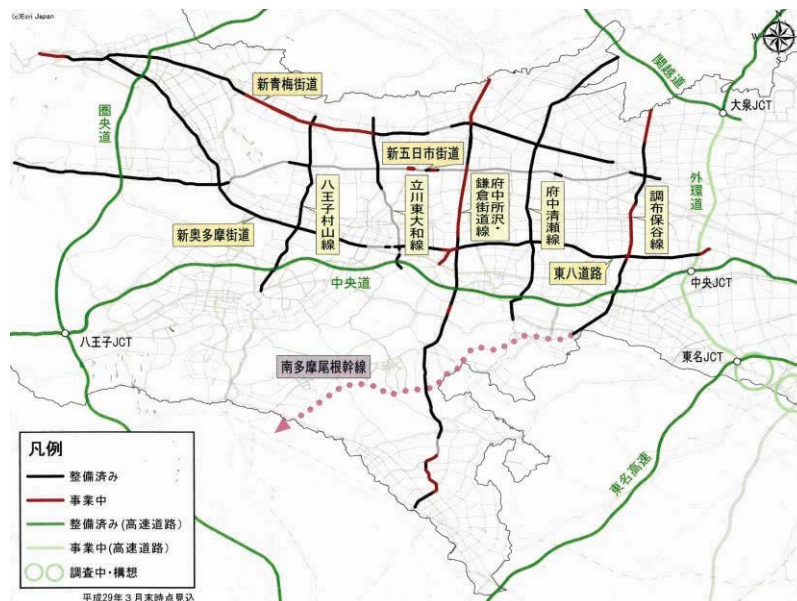 (c)Esri Japan
新青梅街道
関越道
大泉JCT
圏央道
新五日市街道
外環道
八王子村山線
立川東大和線
府中所沢・
鎌倉街道線
府中清瀬線
調布保谷線
新奥多摩街道
東八道路
中央道
中央JCT
八王子JCT
東名JCT
南多摩尾根幹線
東名高速
凡例
整備済み
事業中
整備済み(高速道路)
事業中(高速道路)
調査中・構想
平成29年3月末時点見込
N
W
S